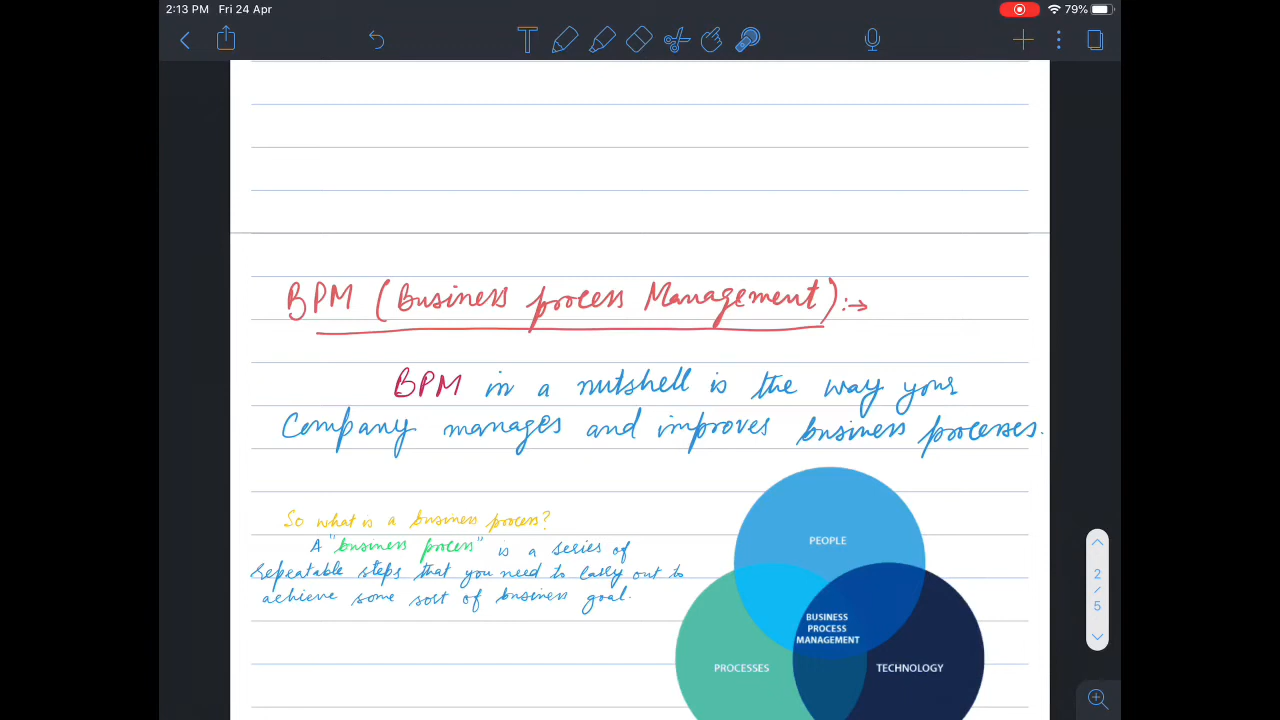 2:13 PM Fri 24 Apr
79%
BPM (Business process Management):→
BPM in a nutshell is the way your
Company manages and improves business processes.
So what is a business process?
A "business process" is a series of
repeatable steps that you need to carry out to
achieve some sort of business goal.
PEOPLE
BUSINESS
PROCESS
MANAGEMENT
PROCESSES
TECHNOLOGY
2
/
5